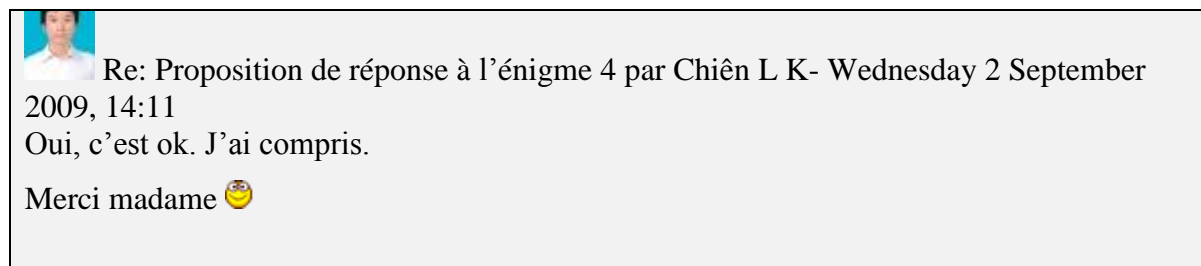 Re: Proposition de réponse à l’énigme 4 par Chiên L K- Wednesday 2 September
2009, 14:11
Oui, c’est ok. J’ai compris.
Merci madame